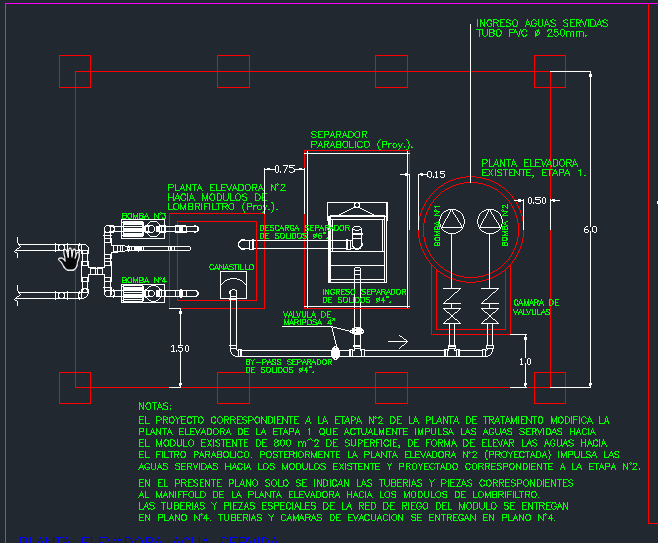 INGRESO AGUAS SERVIDAS
TUBO PVC Ø 250mm.
SEPARADOR
PARABOLICO (Proy.).
0.75
0.15
PLANTA ELEVADORA
EXISTENTE, ETAPA 1.
PLANTA ELEVADORA N°2
HACIA MODULOS DE
LOMBRIFILTRO (Proy.).
0.50
BOMBA N°3
BOMBA N°1
BOMBA N°2
6.0
DESCARGA SEPARADOR
DE SOLIDOS ø6".
CANASTILLO
BOMBA N°4
INGRESO SEPARADOR
DE SOLIDOS ø4".
CAMARA DE
VALVULAS
VALVULA DE
MARIPOSA 4"
1.50
BY-PASS SEPARADOR
DE SOLIDOS ø4".
1.0
NOTAS:
EL PROYECTO CORRESPONDIENTE A LA ETAPA N°2 DE LA PLANTA DE TRATAMIENTO MODIFICA LA
PLANTA ELEVADORA DE LA ETAPA 1 QUE ACTUALMENTE IMPULSA LAS AGUAS SERVIDAS HACIA
EL MODULO EXISTENTE DE 800 m^2 DE SUPERFICIE, DE FORMA DE ELEVAR LAS AGUAS HACIA
EL FILTRO PARABOLICO. POSTERIORMENTE LA PLANTA ELEVADORA N°2 (PROYECTADA) IMPULSA LAS
AGUAS SERVIDAS HACIA LOS MODULOS EXISTENTE Y PROYECTADO CORRESPONDIENTE A LA ETAPA N°2.
EN EL PRESENTE PLANO SOLO SE INDICAN LAS TUBERIAS Y PIEZAS CORRESPONDIENTES
AL MANIFFOLD DE LA PLANTA ELEVADORA HACIA LOS MODULOS DE LOMBRIFILTRO.
LAS TUBERIAS Y PIEZAS ESPECIALES DE LA RED DE RIEGO DEL MODULO SE ENTREGAN
EN PLANO N°4. TUBERIAS Y CAMARAS DE EVACUACION SE ENTREGAN EN PLANO N°4.